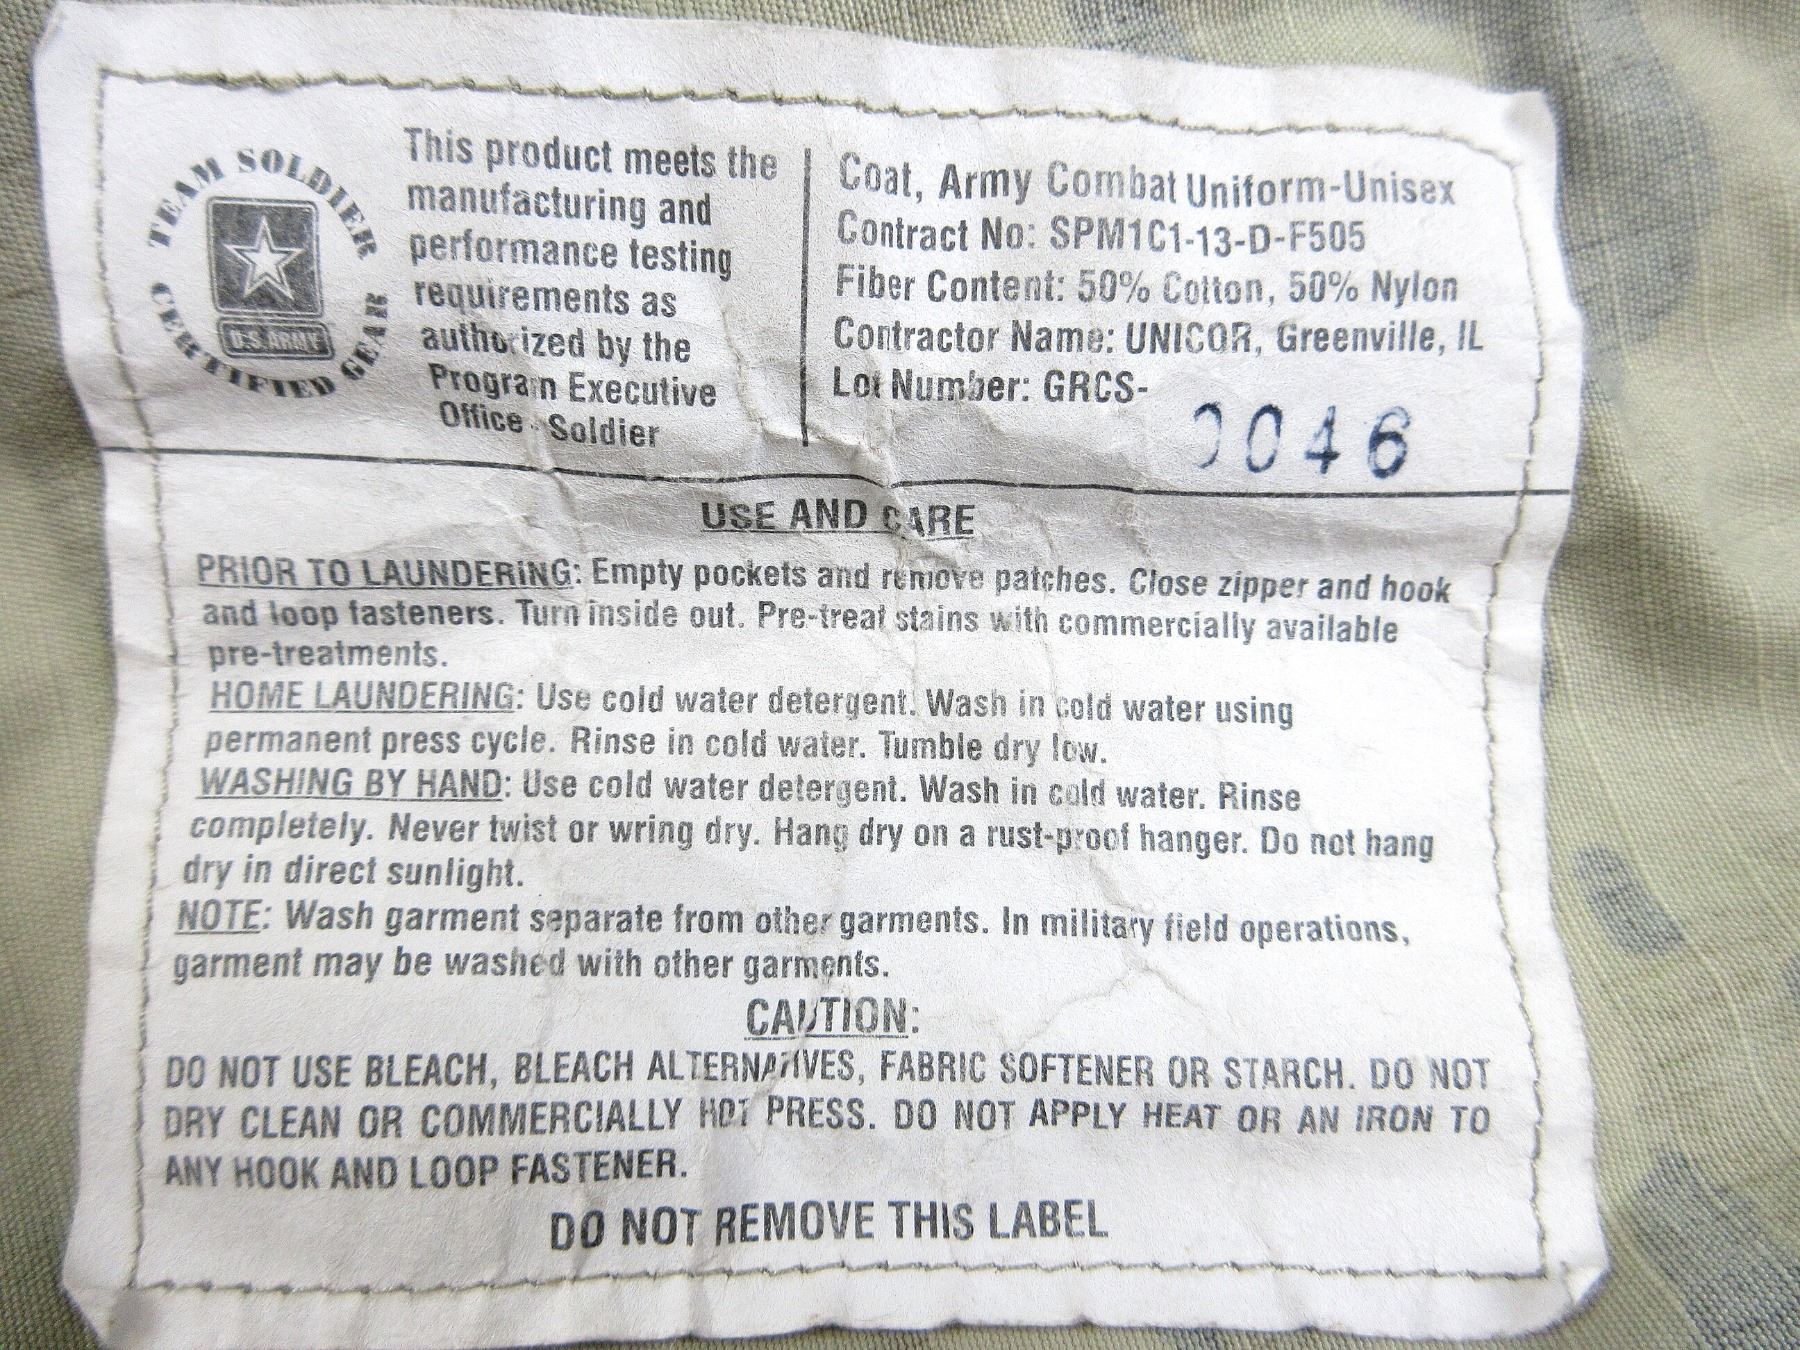 TEAM SOLDIER
CERTIFIED GEAR
U.S. ARMY
This product meets the
manufacturing and
performance testing
requirements as
authorized by the
Program Executive
Office - Soldier
Coat, Army Combat Uniform-Unisex
Contract No: SPM1C1-13-D-F505
Fiber Content: 50% Cotton, 50% Nylon
Contractor Name: UNICOR, Greenville, IL
Lot Number: GRCS-
0046
USE AND CARE
PRIOR TO LAUNDERING: Empty pockets and remove patches. Close zipper and hook
and loop fasteners. Turn inside out. Pre-treat stains with commercially available
pre-treatments.
HOME LAUNDERING: Use cold water detergent. Wash in cold water using
permanent press cycle. Rinse in cold water. Tumble dry low.
WASHING BY HAND: Use cold water detergent. Wash in cold water. Rinse
completely. Never twist or wring dry. Hang dry on a rust-proof hanger. Do not hang
dry in direct sunlight.
NOTE: Wash garment separate from other garments. In military field operations,
garment may be washed with other garments.
CAUTION:
DO NOT USE BLEACH, BLEACH ALTERNATIVES, FABRIC SOFTENER OR STARCH. DO NOT
DRY CLEAN OR COMMERCIALLY HOT PRESS. DO NOT APPLY HEAT OR AN IRON TO
ANY HOOK AND LOOP FASTENER.
DO NOT REMOVE THIS LABEL